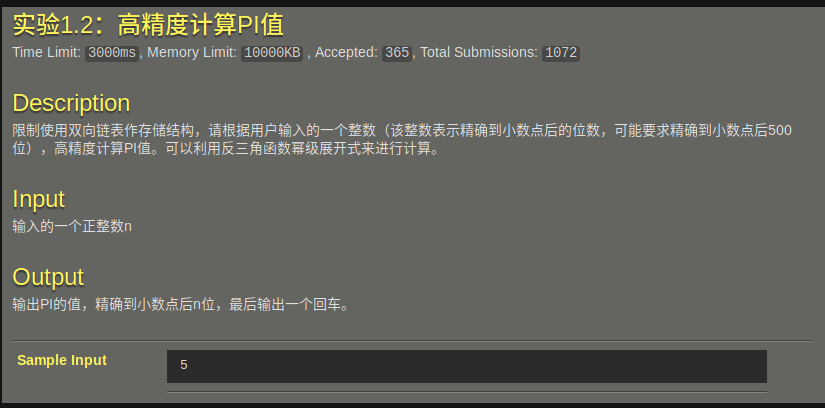 实验1.2：高精度计算PI值
Time Limit: 3000ms, Memory Limit: 10000KB , Accepted: 365, Total Submissions: 1072
Description
限制使用双向链表作存储结构，请根据用户输入的一个整数（该整数表示精确到小数点后的位数，可能要求精确到小数点后500
位），高精度计算PI值。可以利用反三角函数幂级展开式来进行计算。
Input
输入的一个正整数n
Output
输出PI的值，精确到小数点后n位，最后输出一个回车。
Sample Input
5